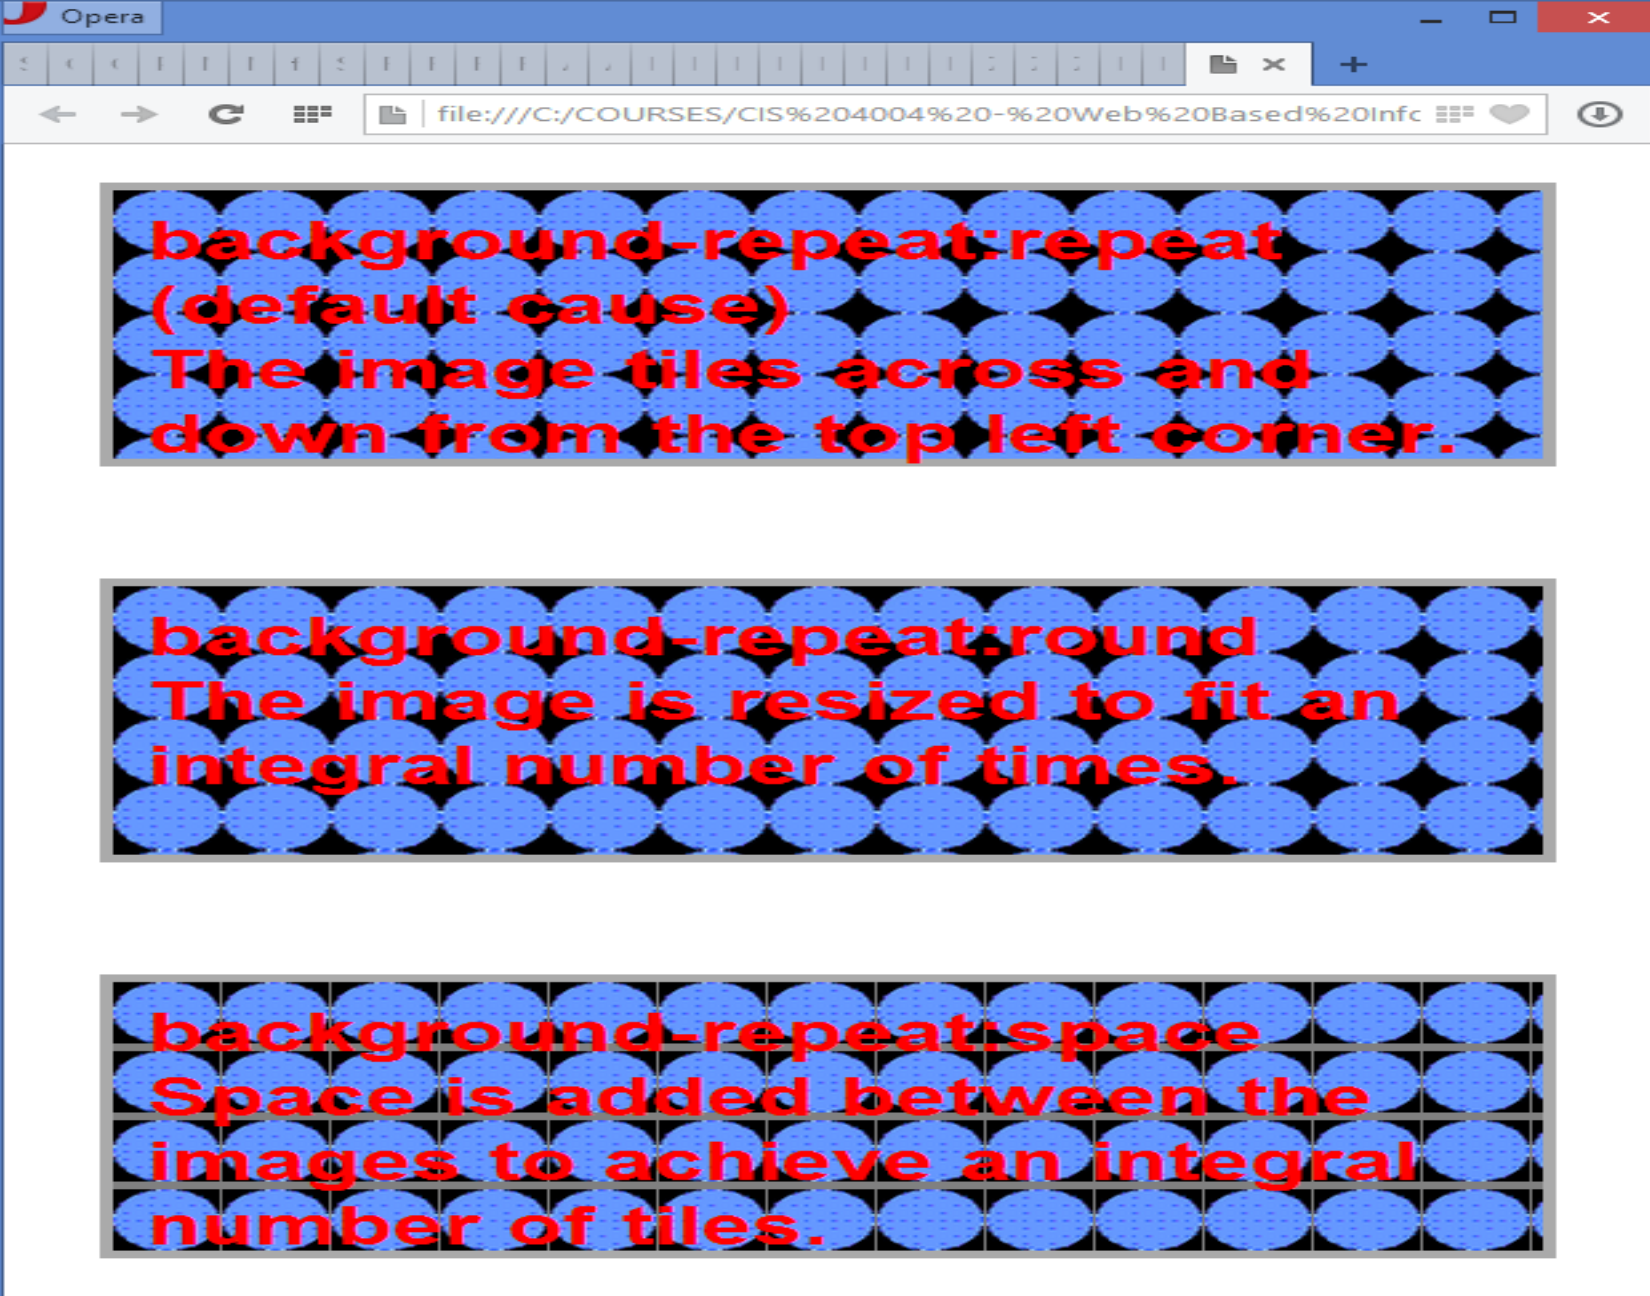 Opera
file:///C:/COURSES/CIS%204004%20-%20Web%20Based%20Info
background-repeat:repeat
(default cause)
The image tiles across and
down from the top left corner.
background-repeat:round
The image is resized to fit an
integral number of times.
background-repeat:space
Space is added between the
images to achieve an integral
number of tiles.